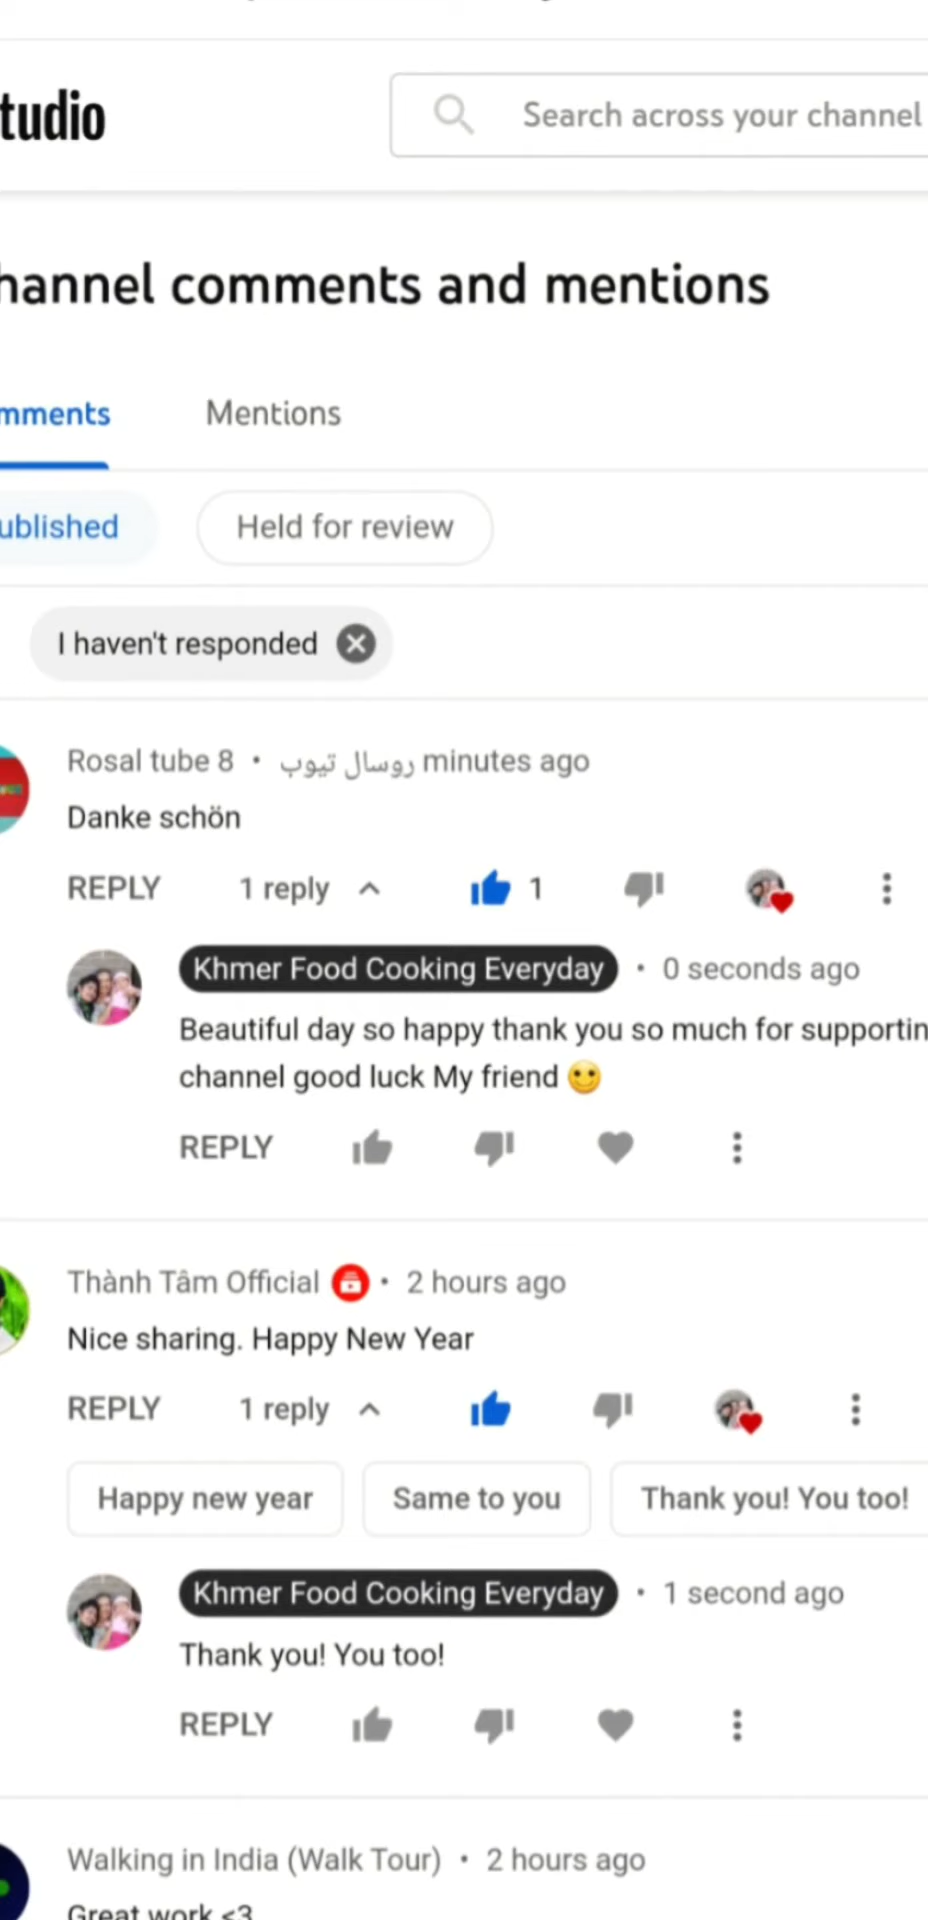 tudio
Search across your channel
hannel comments and mentions
mments
Mentions
ublished
Held for review
I haven't responded
Rosal tube 8 • روسال تيوب minutes ago
Danke schön
REPLY 1 reply 1
Khmer Food Cooking Everyday • 0 seconds ago
Beautiful day so happy thank you so much for supportin
channel good luck My friend 🙂
REPLY
Thành Tâm Official • 2 hours ago
Nice sharing. Happy New Year
REPLY 1 reply
Happy new year
Same to you
Thank you! You too!
Khmer Food Cooking Everyday • 1 second ago
Thank you! You too!
REPLY
Walking in India (Walk Tour) • 2 hours ago
Great work <3